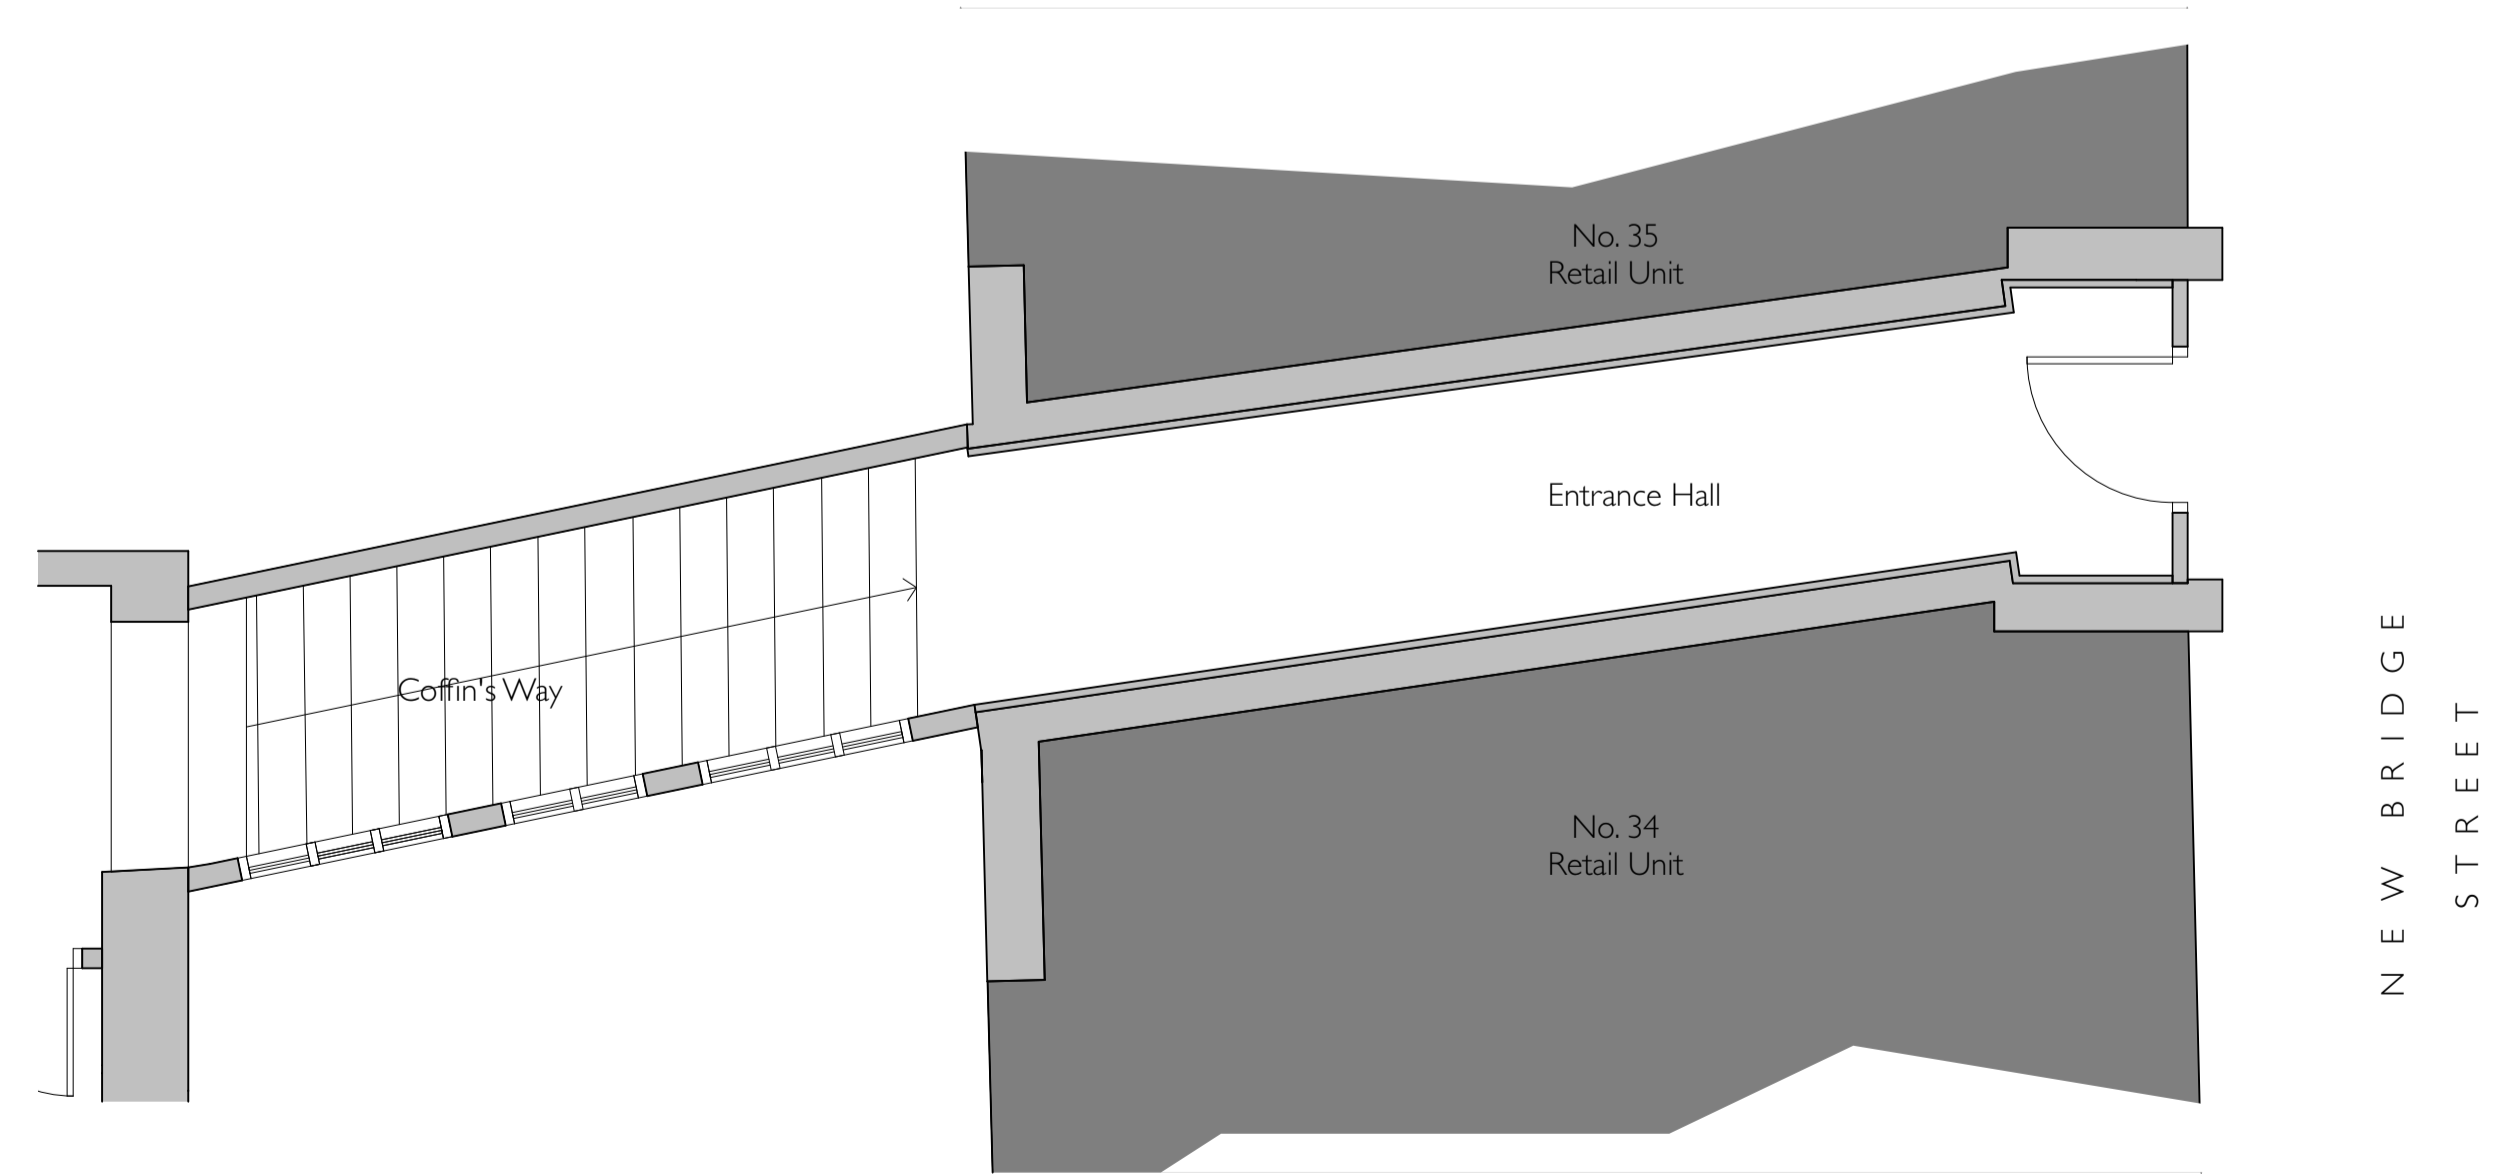 No. 35
Retail Unit
Entrance Hall
Coffin's Way
No. 34
Retail Unit
NEW BRIDGE
STREET